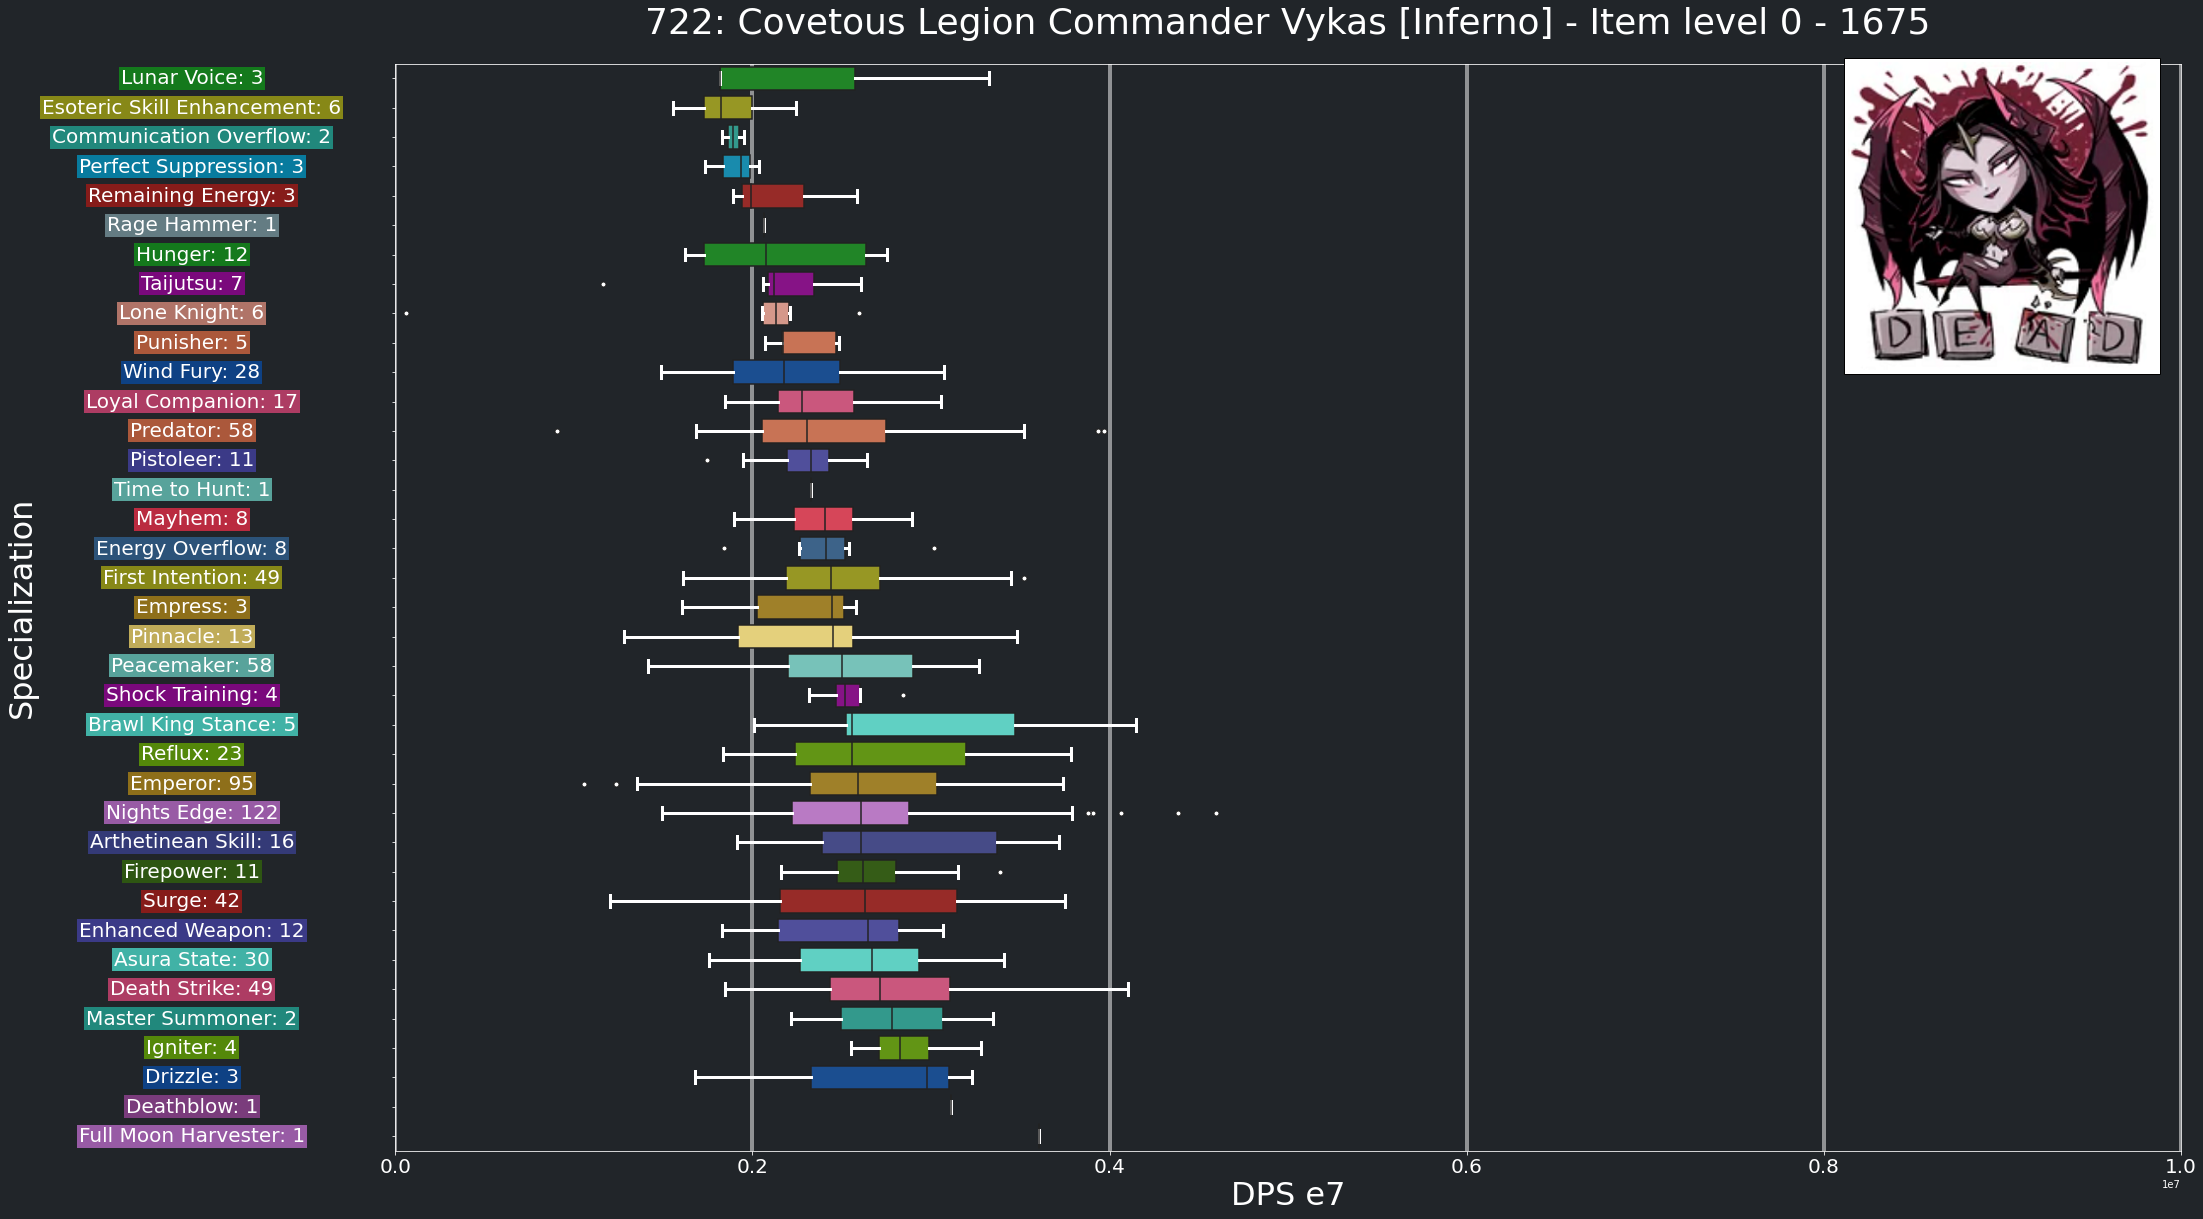 722: Covetous Legion Commander Vykas [Inferno] - Item level 0 - 1675
Lunar Voice: 3
Esoteric Skill Enhancement: 6
Communication Overflow: 2
Perfect Suppression: 3
Remaining Energy: 3
Rage Hammer: 1
Hunger: 12
Taijutsu: 7
Lone Knight: 6
Punisher: 5
Wind Fury: 28
Loyal Companion: 17
Predator: 58
Pistoleer: 11
Time to Hunt: 1
Mayhem: 8
Energy Overflow: 8
First Intention: 49
Empress: 3
Pinnacle: 13
Peacemaker: 58
Shock Training: 4
Brawl King Stance: 5
Reflux: 23
Emperor: 95
Nights Edge: 122
Arthetinean Skill: 16
Firepower: 11
Surge: 42
Enhanced Weapon: 12
Asura State: 30
Death Strike: 49
Master Summoner: 2
Igniter: 4
Drizzle: 3
Deathblow: 1
Full Moon Harvester: 1
Specialization
0.0 0.2 0.4 0.6 0.8 1.0
1e7
DPS e7
D E A D